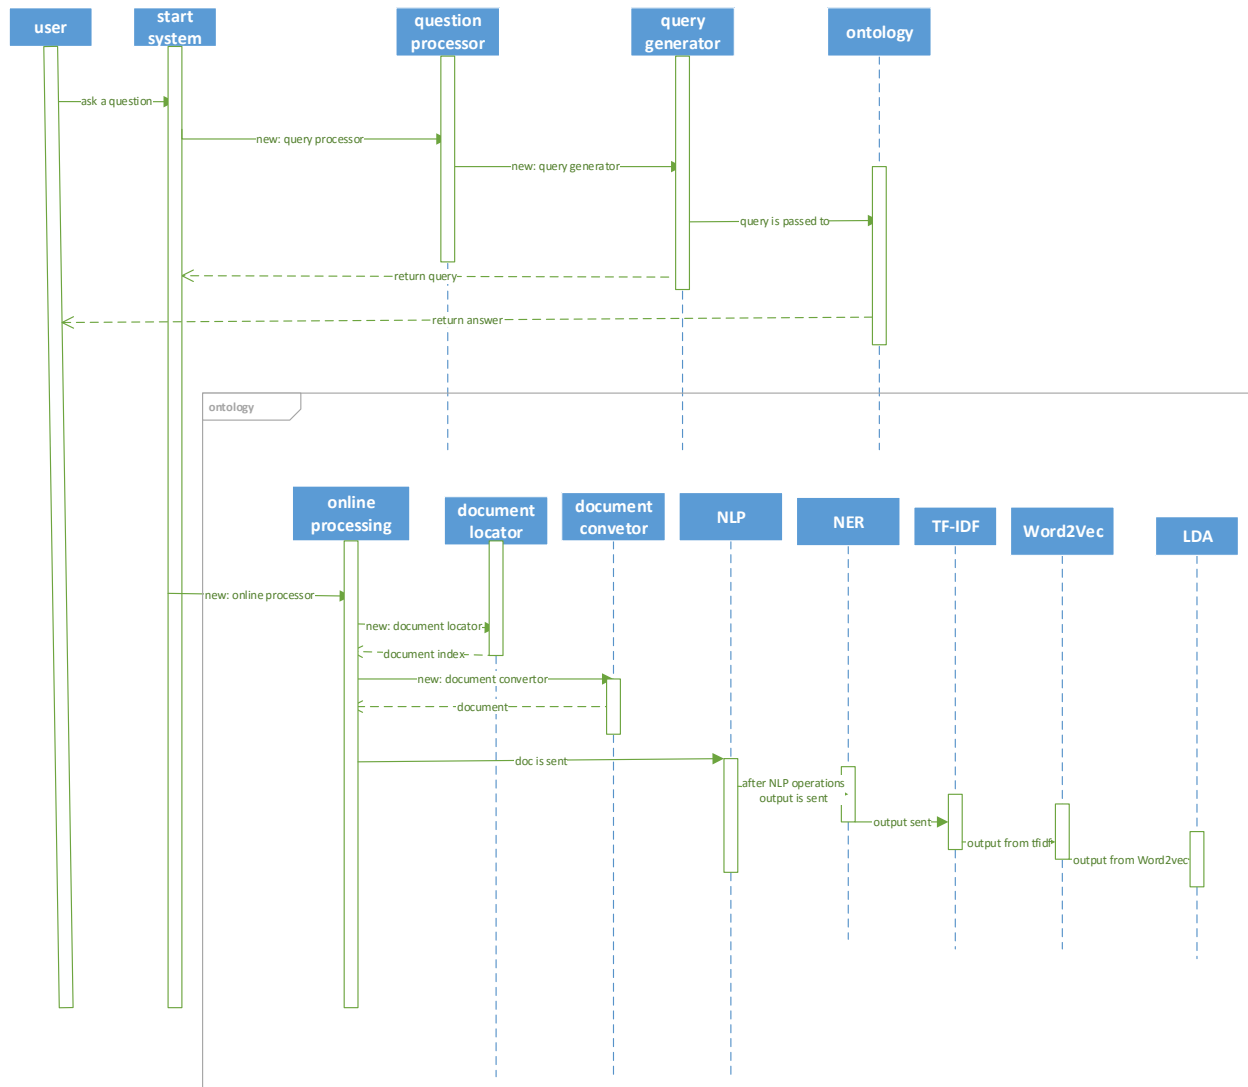 user
start
system
question
processor
query
generator
ontology
ask a question
new: query processor
new: query generator
query is passed to
return query
return answer
ontology
online
processing
document
locator
document
convetor
NLP
NER
TF-IDF
Word2Vec
LDA
new: online processor
new: document locator
document index
new: document convertor
document
doc is sent
after NLP operations
output is sent
output sent
output from tfidf
output from Word2vec